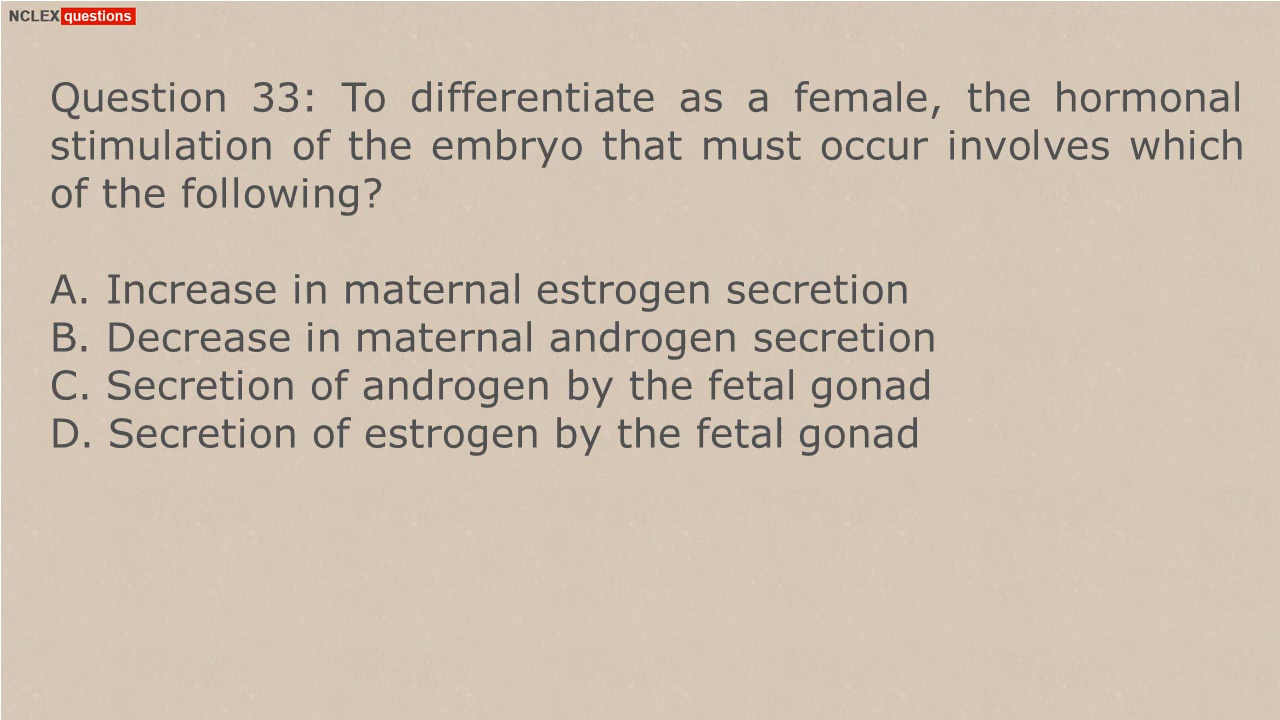 NCLEX questions
Question 33: To differentiate as a female, the hormonal
stimulation of the embryo that must occur involves which
of the following?
A. Increase in maternal estrogen secretion
B. Decrease in maternal androgen secretion
C. Secretion of androgen by the fetal gonad
D. Secretion of estrogen by the fetal gonad